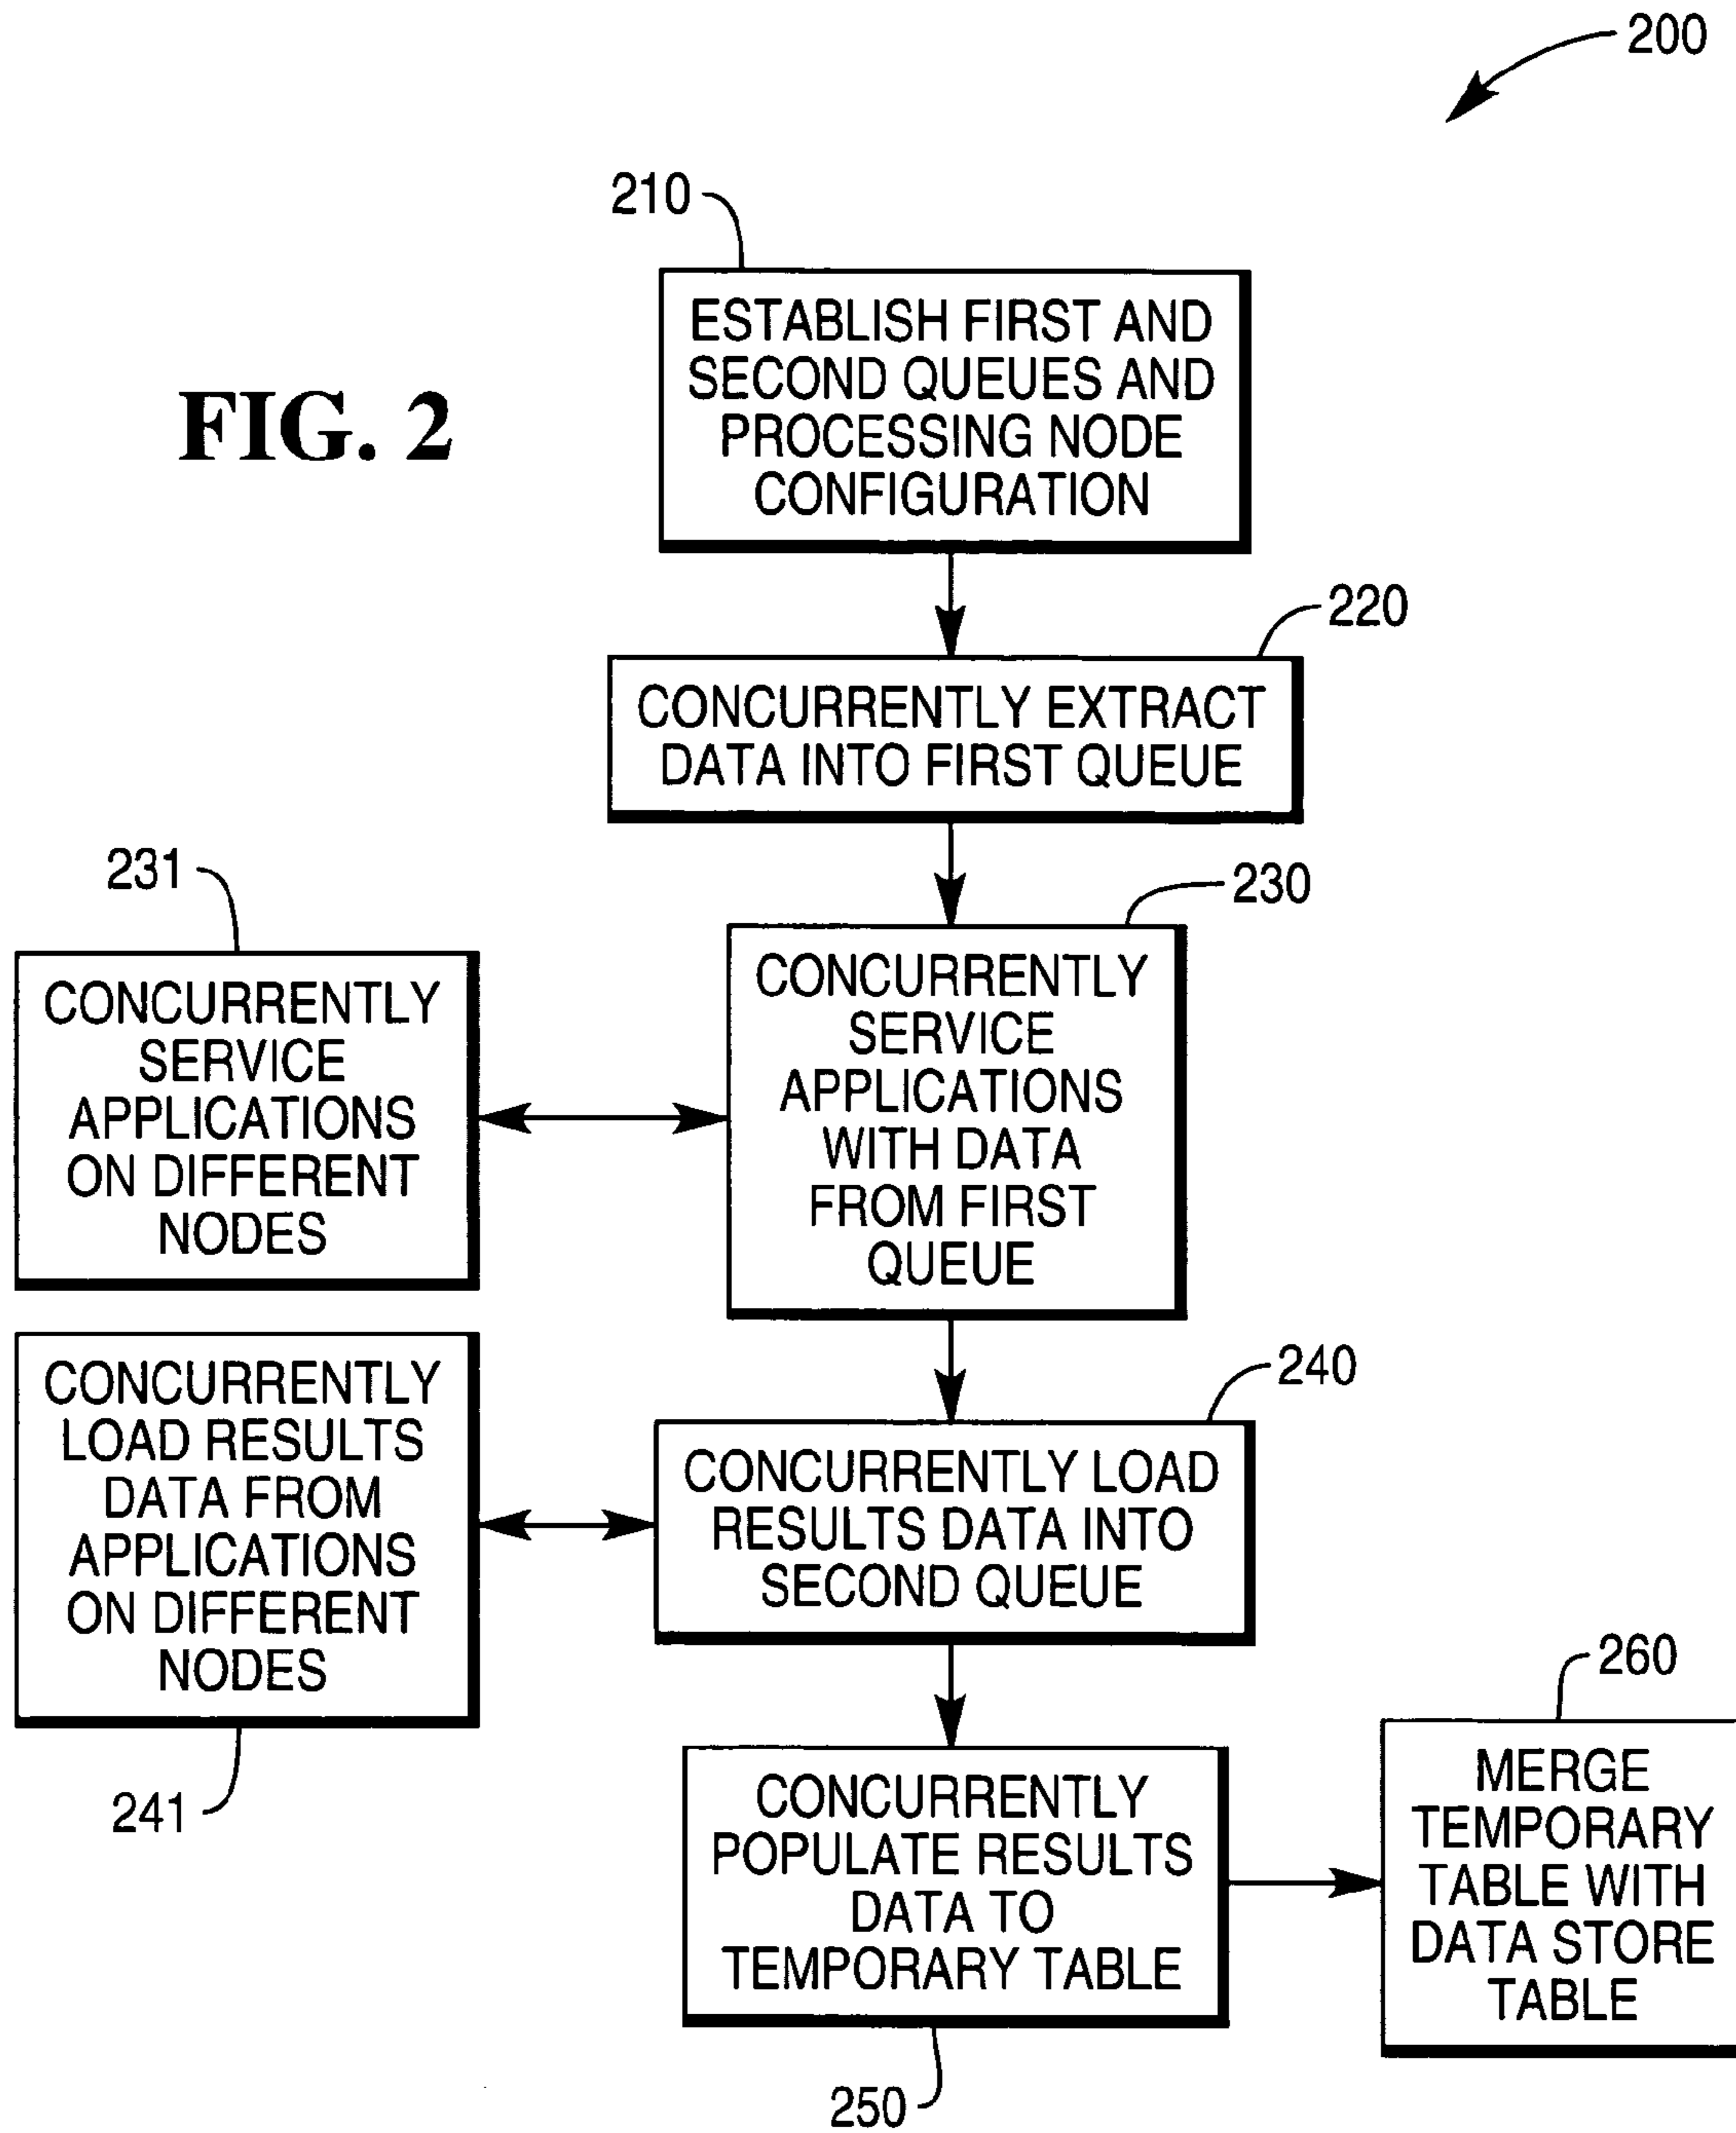 200
210
ESTABLISH FIRST AND
SECOND QUEUES AND
PROCESSING NODE
CONFIGURATION
FIG. 2
220
CONCURRENTLY EXTRACT
DATA INTO FIRST QUEUE
231
CONCURRENTLY
SERVICE
APPLICATIONS
ON DIFFERENT
NODES
230
CONCURRENTLY
SERVICE
APPLICATIONS
WITH DATA
FROM FIRST
QUEUE
CONCURRENTLY
LOAD RESULTS
DATA FROM
APPLICATIONS
ON DIFFERENT
NODES
241
240
CONCURRENTLY LOAD
RESULTS DATA INTO
SECOND QUEUE
CONCURRENTLY
POPULATE RESULTS
DATA TO
TEMPORARY TABLE
250
260
MERGE
TEMPORARY
TABLE WITH
DATA STORE
TABLE